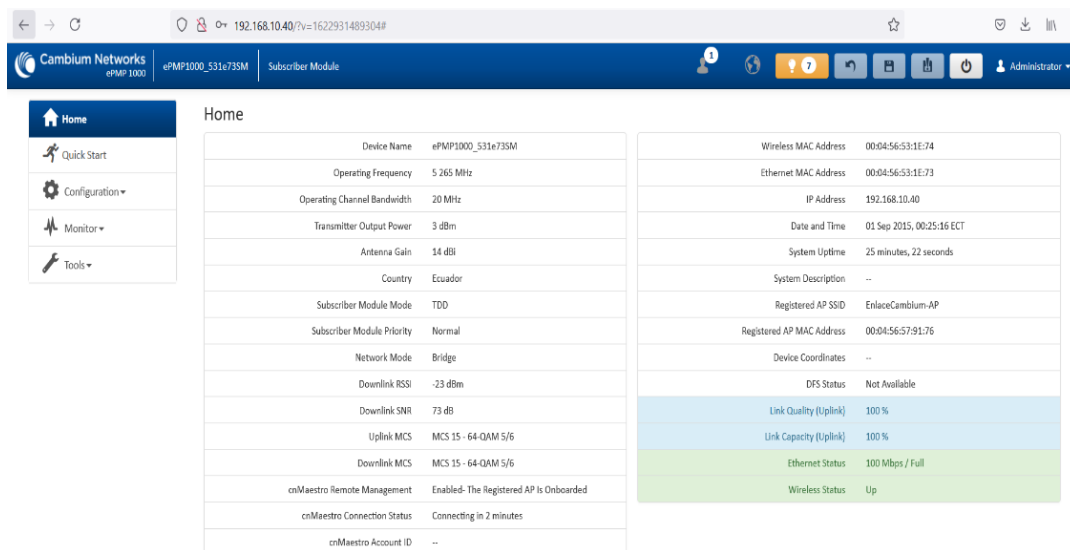 192.168.10.40/?v=1622931489304#
Cambium Networks
ePMP 1000
ePMP1000_531e73SM
Subscriber Module
1
7
Administrator
Home
Quick Start
Configuration
Monitor
Tools
Home
Device Name ePMP1000_531e73SM
Operating Frequency 5 265 MHz
Operating Channel Bandwidth 20 MHz
Transmitter Output Power 3 dBm
Antenna Gain 14 dBi
Country Ecuador
Subscriber Module Mode TDD
Subscriber Module Priority Normal
Network Mode Bridge
Downlink RSSI -23 dBm
Downlink SNR 73 dB
Uplink MCS MCS 15 - 64-QAM 5/6
Downlink MCS MCS 15 - 64-QAM 5/6
cnMaestro Remote Management Enabled- The Registered AP Is Onboarded
cnMaestro Connection Status Connecting in 2 minutes
cnMaestro Account ID --
Wireless MAC Address 00:04:56:53:1E:74
Ethernet MAC Address 00:04:56:53:1E:73
IP Address 192.168.10.40
Date and Time 01 Sep 2015, 00:25:16 ECT
System Uptime 25 minutes, 22 seconds
System Description --
Registered AP SSID EnlaceCambium-AP
Registered AP MAC Address 00:04:56:57:91:76
Device Coordinates --
DFS Status Not Available
Link Quality (Uplink) 100 %
Link Capacity (Uplink) 100 %
Ethernet Status 100 Mbps / Full
Wireless Status Up